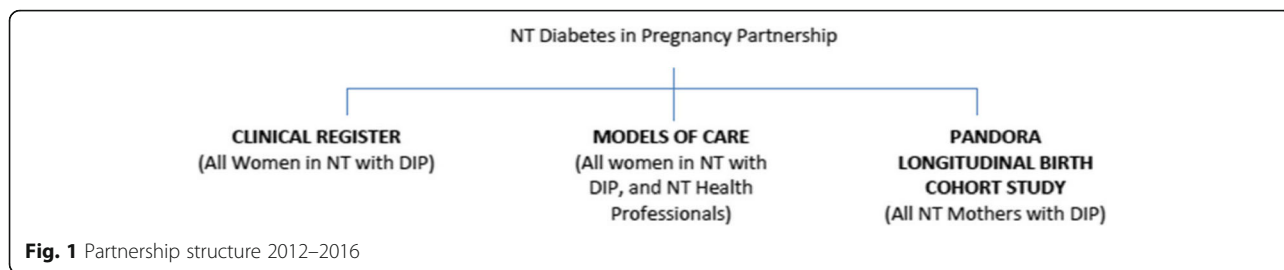 NT Diabetes in Pregnancy Partnership
CLINICAL REGISTER
(All Women in NT with DIP)
MODELS OF CARE
(All women in NT with
DIP, and NT Health
Professionals)
PANDORA
LONGITUDINAL BIRTH
COHORT STUDY
(All NT Mothers with DIP)
Fig. 1 Partnership structure 2012–2016